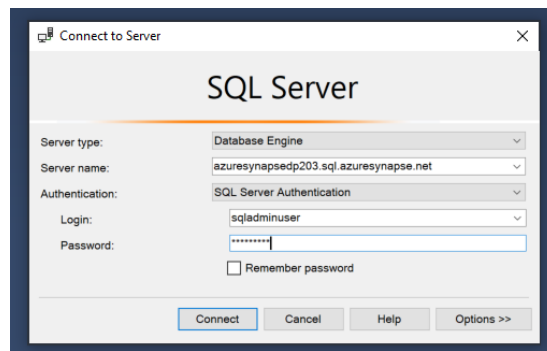 Connect to Server
SQL Server
Server type: Database Engine
Server name: azuresynapsedp203.sql.azuresynapse.net
Authentication: SQL Server Authentication
Login: sqladminuser
Password: *********
Remember password
Connect Cancel Help Options >>